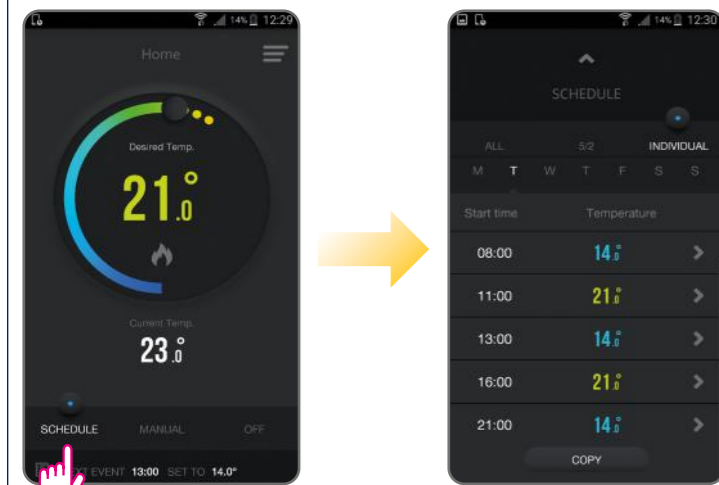 14% 12:29
Home
Desired Temp.
21.0°
Current Temp.
23.0°
SCHEDULE MANUAL OFF
EXT EVENT 13:00 SET TO 14.0°
14% 12:30
SCHEDULE
ALL 5/2 INDIVIDUAL
M T W T F S S
Start time Temperature
08:00 14.0°
11:00 21.0°
13:00 14.0°
16:00 21.0°
21:00 14.0°
COPY